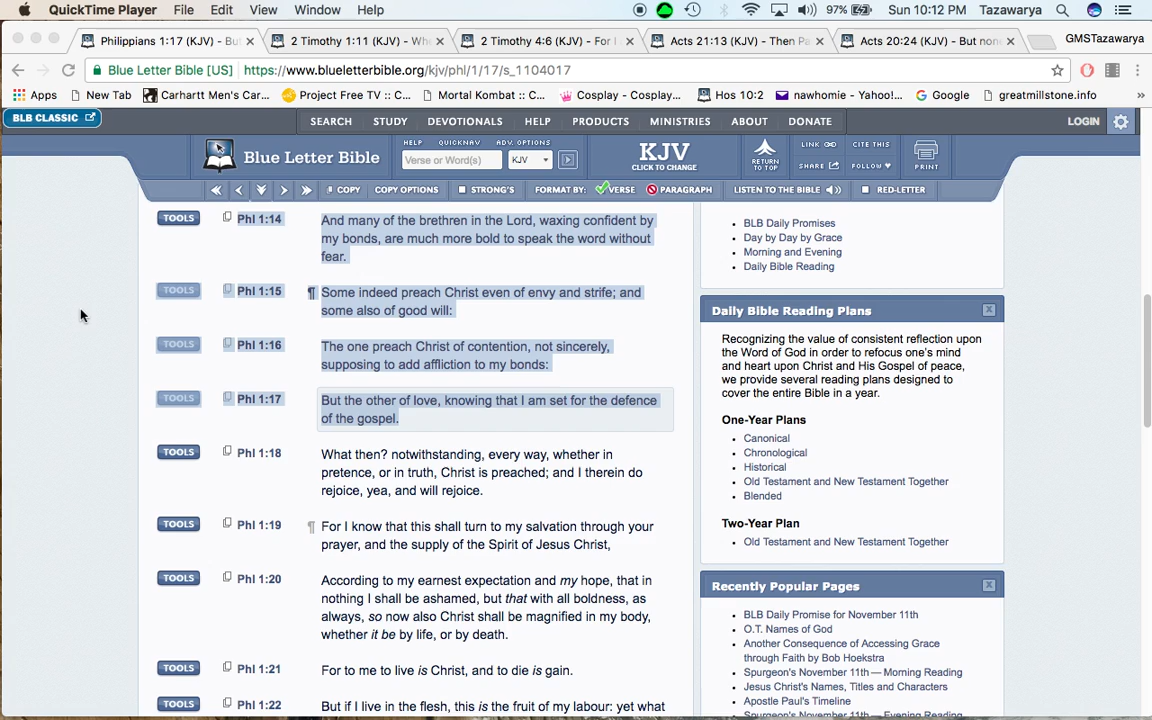 QuickTime Player File Edit View Window Help 97% Sun 10:12 PM Tazawarya
Philippians 1:17 (KJV) - Bu
2 Timothy 1:11 (KJV) - Whe
2 Timothy 4:6 (KJV) - For I
Acts 21:13 (KJV) - Then Pa
Acts 20:24 (KJV) - But non
GMSTazawarya
Blue Letter Bible [US] https://www.blueletterbible.org/kjv/phl/1/17/s_1104017
Apps New Tab Carhartt Men's Car... Project Free TV :: C... Mortal Kombat :: C... Cosplay - Cosplay... Hos 10:2 nawhomie - Yahoo!... Google greatmillstone.info »
BLB CLASSIC
SEARCH STUDY DEVOTIONALS HELP PRODUCTS MINISTRIES ABOUT DONATE LOGIN
Blue Letter Bible
HELP QUICKNAV ADV. OPTIONS
Verse or Word(s) KJV
KJV
CLICK TO CHANGE
RETURN
TO TOP
LINK CITE THIS
SHARE FOLLOW
PRINT
COPY COPY OPTIONS STRONG'S FORMAT BY: VERSE PARAGRAPH LISTEN TO THE BIBLE RED-LETTER
TOOLS Phl 1:14 And many of the brethren in the Lord, waxing confident by
my bonds, are much more bold to speak the word without
fear.
TOOLS Phl 1:15 ¶ Some indeed preach Christ even of envy and strife; and
some also of good will:
TOOLS Phl 1:16 The one preach Christ of contention, not sincerely,
supposing to add affliction to my bonds:
TOOLS Phl 1:17 But the other of love, knowing that I am set for the defence
of the gospel.
TOOLS Phl 1:18 What then? notwithstanding, every way, whether in
pretence, or in truth, Christ is preached; and I therein do
rejoice, yea, and will rejoice.
TOOLS Phl 1:19 ¶ For I know that this shall turn to my salvation through your
prayer, and the supply of the Spirit of Jesus Christ,
TOOLS Phl 1:20 According to my earnest expectation and my hope, that in
nothing I shall be ashamed, but that with all boldness, as
always, so now also Christ shall be magnified in my body,
whether it be by life, or by death.
TOOLS Phl 1:21 For to me to live is Christ, and to die is gain.
TOOLS Phl 1:22 But if I live in the flesh, this is the fruit of my labour: yet what
BLB Daily Promises
Day by Day by Grace
Morning and Evening
Daily Bible Reading
Daily Bible Reading Plans
Recognizing the value of consistent reflection upon
the Word of God in order to refocus one's mind
and heart upon Christ and His Gospel of peace,
we provide several reading plans designed to
cover the entire Bible in a year.
One-Year Plans
Canonical
Chronological
Historical
Old Testament and New Testament Together
Blended
Two-Year Plan
Old Testament and New Testament Together
Recently Popular Pages
BLB Daily Promise for November 11th
O.T. Names of God
Another Consequence of Accessing Grace
through Faith by Bob Hoekstra
Spurgeon's November 11th — Morning Reading
Jesus Christ's Names, Titles and Characters
Apostle Paul's Timeline
Spurgeon's November 11th — Evening Reading